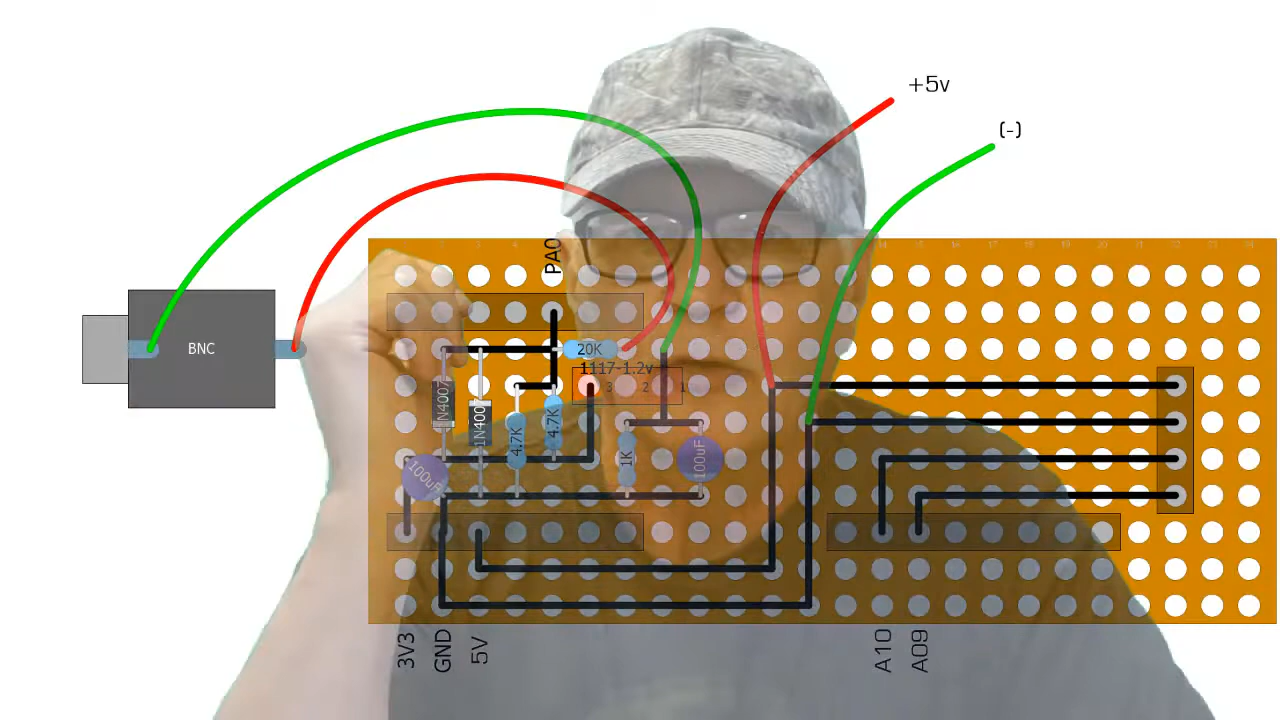 +5v
(-)
PA0
BNC
20K
1117-1.2v
3 2 1
1N4007
1N4007
4.7K
4.7K
1K
100uF
100uF
3V3
GND
5V
A10
A09